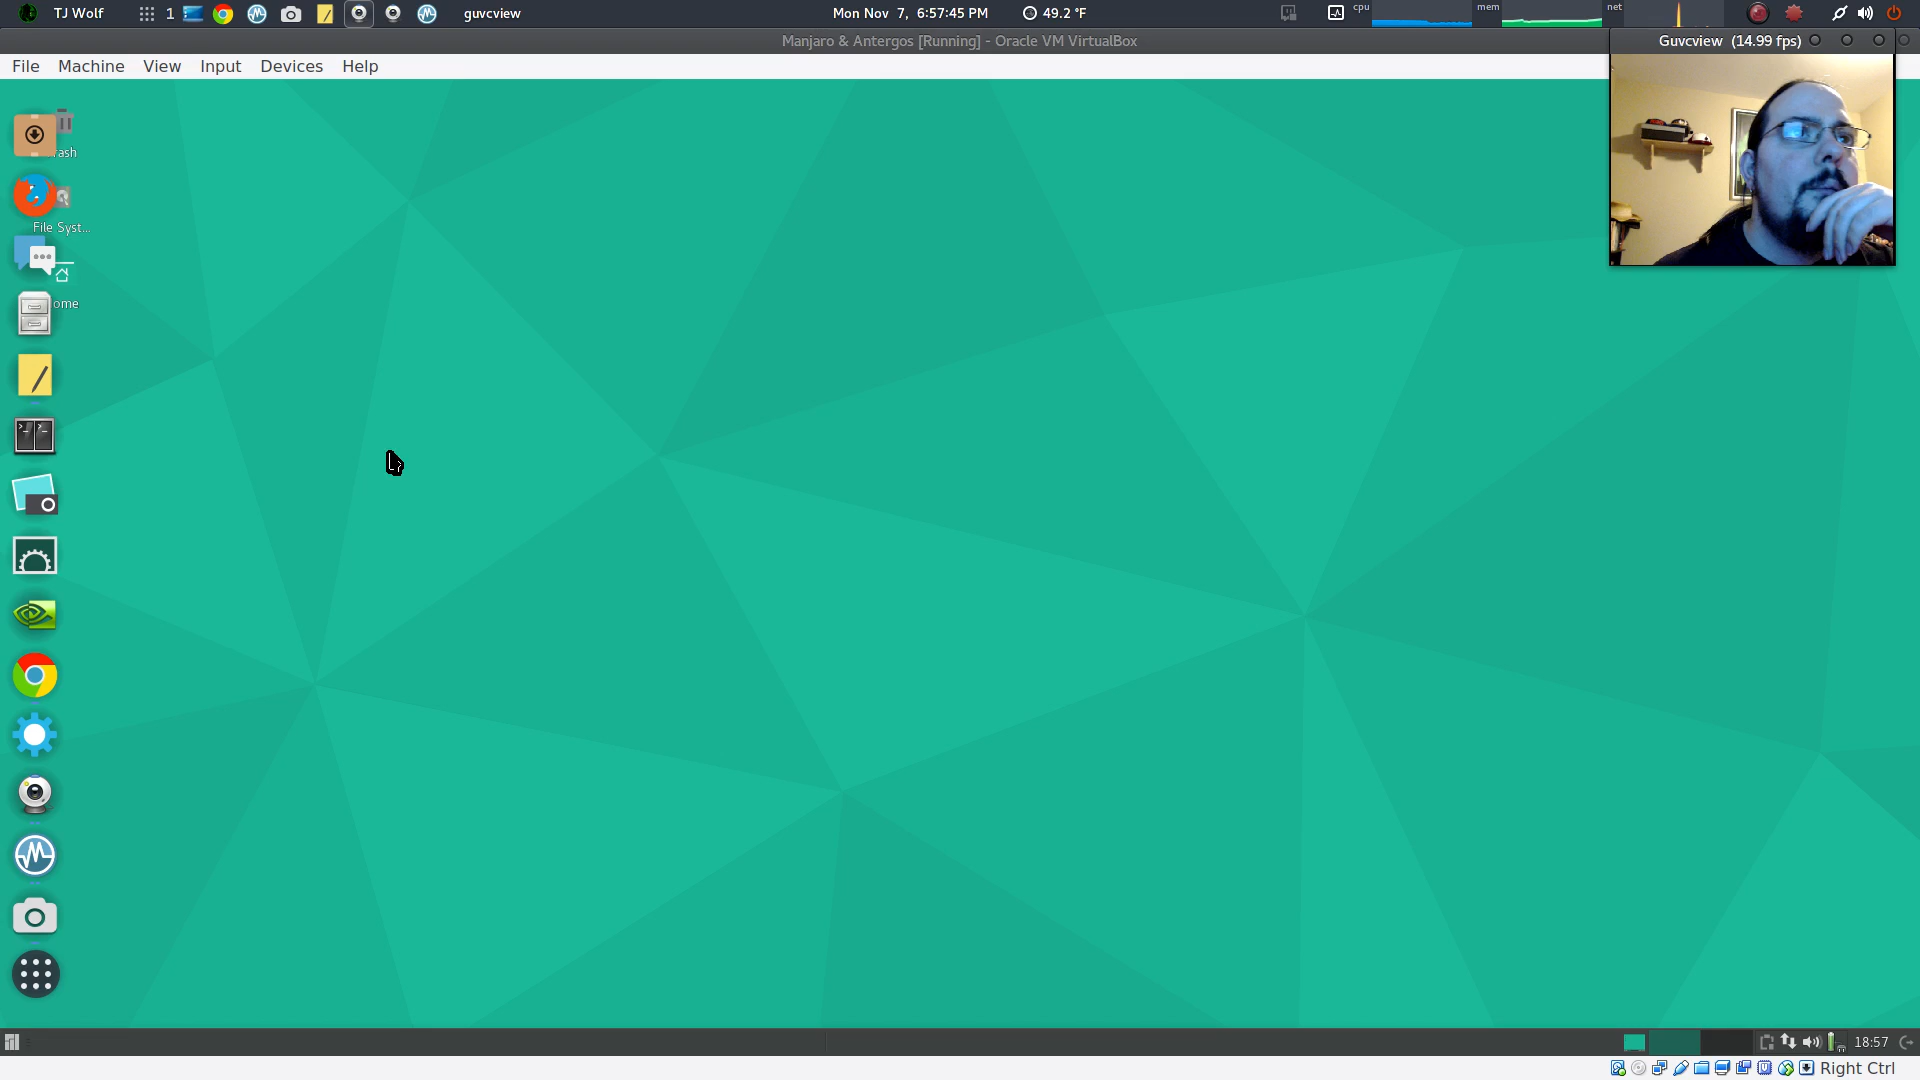 TJ Wolf
1
guvcview
Mon Nov 7, 6:57:45 PM
49.2 °F
cpu
mem
net
Manjaro & Antergos [Running] - Oracle VM VirtualBox
Guvcview (14.99 fps)
File Machine View Input Devices Help
ash
File Syst...
ome
18:57
Right Ctrl